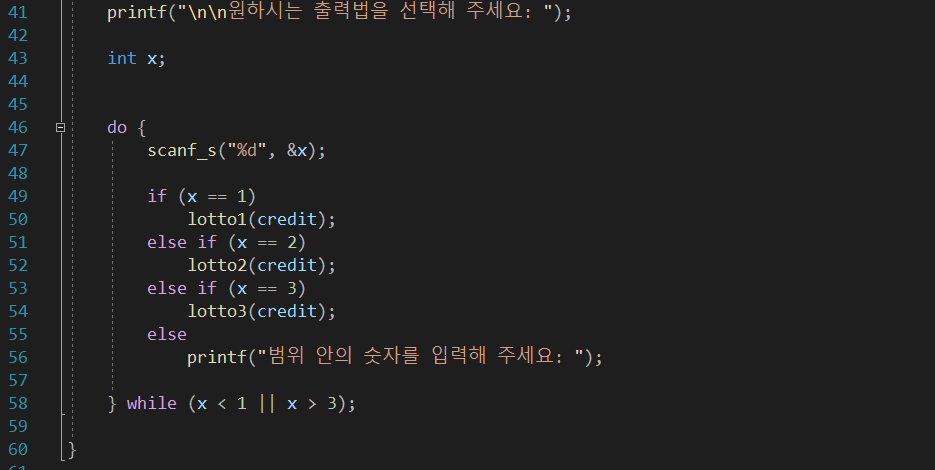 41 printf("\n\n원하시는 출력법을 선택해 주세요: ");
42
43 int x;
44
45
46 do {
47 scanf_s("%d", &x);
48
49 if (x == 1)
50 lotto1(credit);
51 else if (x == 2)
52 lotto2(credit);
53 else if (x == 3)
54 lotto3(credit);
55 else
56 printf("범위 안의 숫자를 입력해 주세요: ");
57
58 } while (x < 1 || x > 3);
59
60 }
61